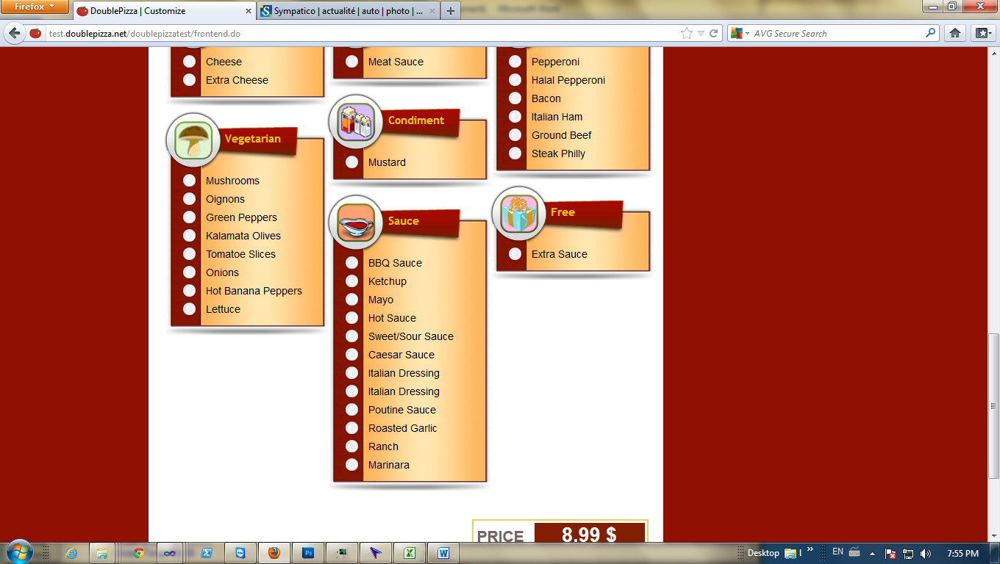 Firefox
DoublePizza | Customize
Sympatico | actualité | auto | photo | ...
test.doublepizza.net/doublepizzatest/frontend.do
AVG Secure Search
Cheese
Extra Cheese
Vegetarian
Mushrooms
Oignons
Green Peppers
Kalamata Olives
Tomatoe Slices
Onions
Hot Banana Peppers
Lettuce
Meat Sauce
Condiment
Mustard
Sauce
BBQ Sauce
Ketchup
Mayo
Hot Sauce
Sweet/Sour Sauce
Caesar Sauce
Italian Dressing
Italian Dressing
Poutine Sauce
Roasted Garlic
Ranch
Marinara
Pepperoni
Halal Pepperoni
Bacon
Italian Ham
Ground Beef
Steak Philly
Free
Extra Sauce
PRICE 8.99 $
Desktop
EN
7:55 PM